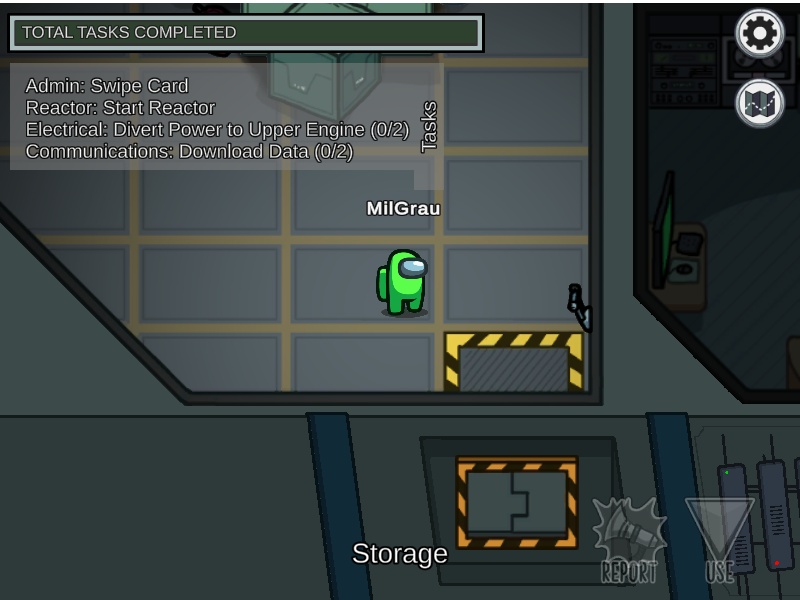 TOTAL TASKS COMPLETED
Admin: Swipe Card
Reactor: Start Reactor
Electrical: Divert Power to Upper Engine (0/2)
Communications: Download Data (0/2)
Tasks
MilGrau
Storage
REPORT
USE